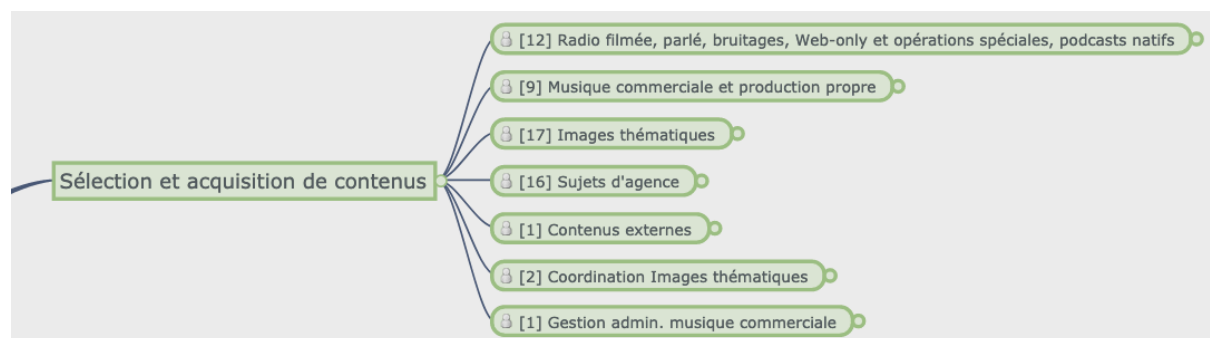 [12] Radio filmée, parlé, bruitages, Web-only et opérations spéciales, podcasts natifs
[9] Musique commerciale et production propre
[17] Images thématiques
Sélection et acquisition de contenus
[16] Sujets d'agence
[1] Contenus externes
[2] Coordination Images thématiques
[1] Gestion admin. musique commerciale